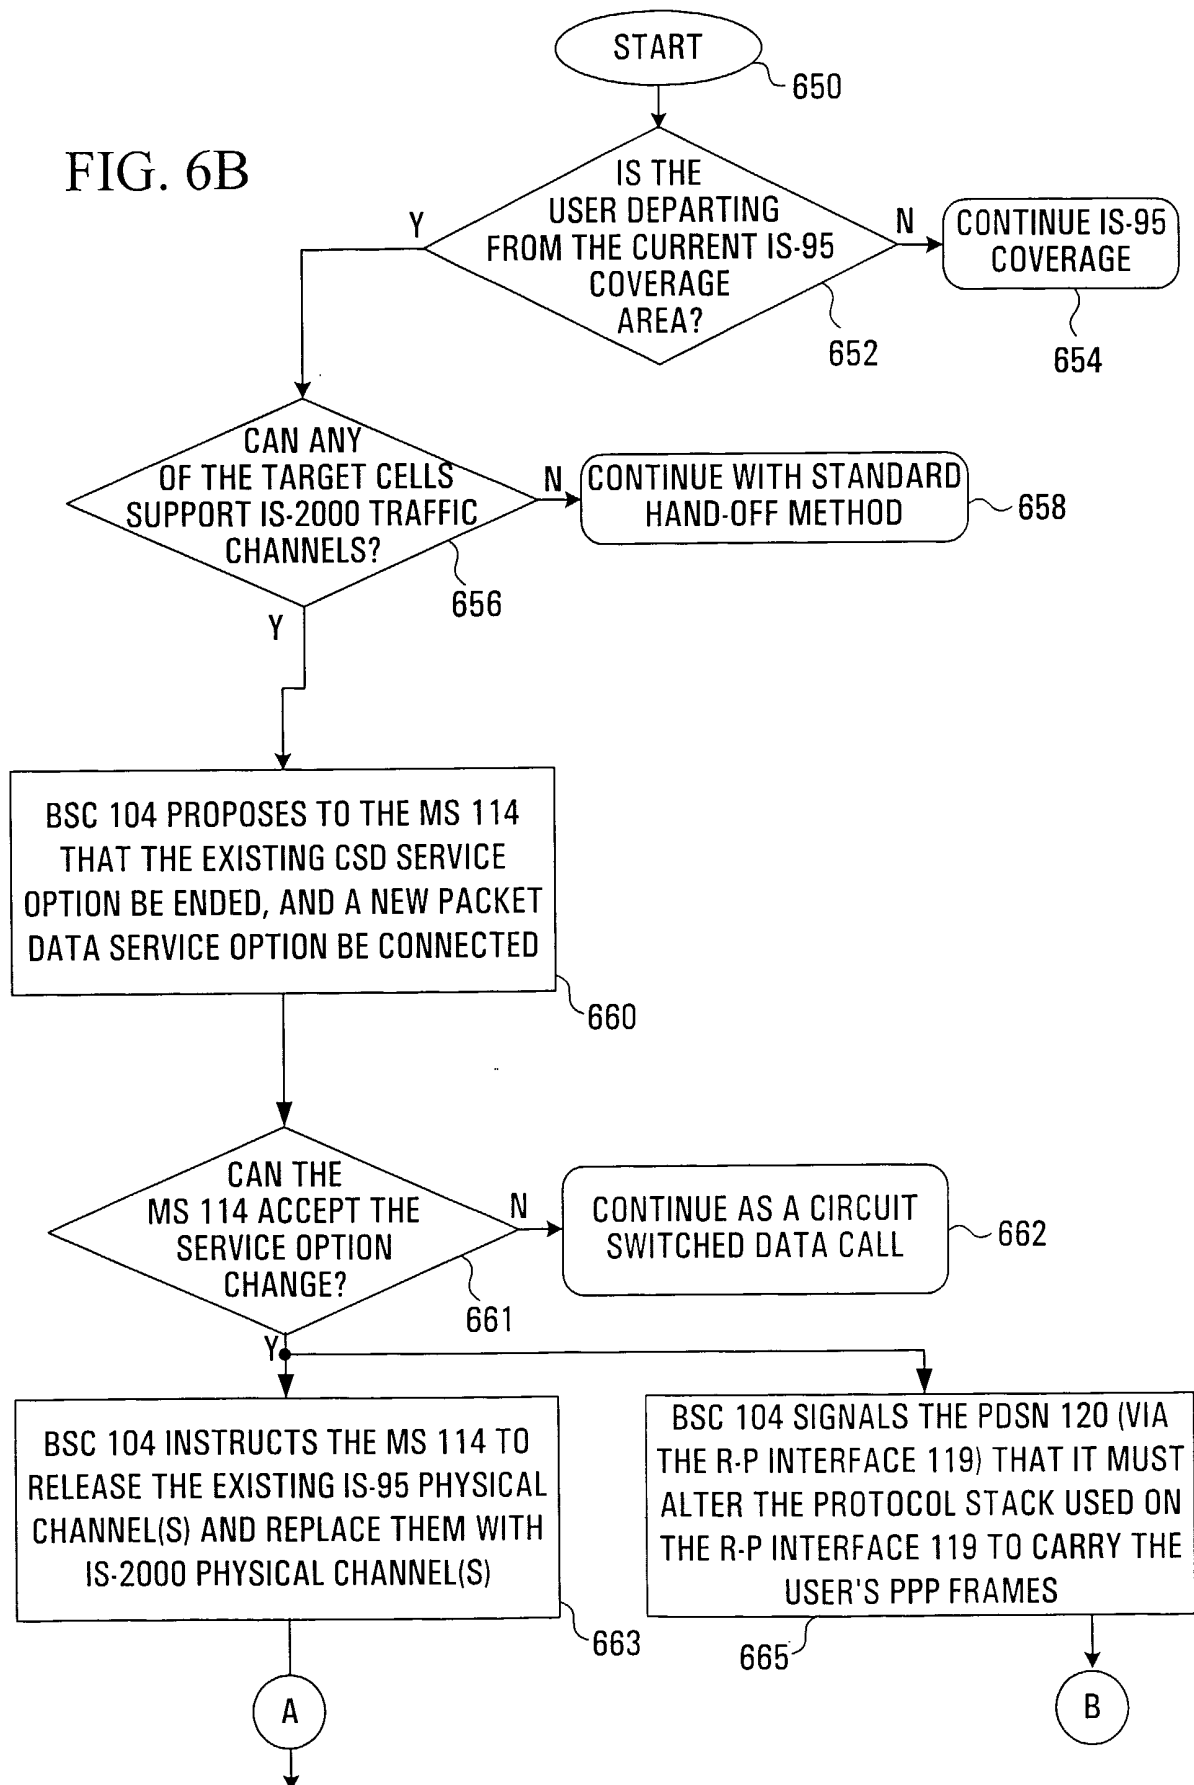 START
650
FIG. 6B
IS THE
USER DEPARTING
FROM THE CURRENT IS-95
COVERAGE
AREA?
Y
N
652
CONTINUE IS-95
COVERAGE
654
CAN ANY
OF THE TARGET CELLS
SUPPORT IS-2000 TRAFFIC
CHANNELS?
N
656
Y
CONTINUE WITH STANDARD
HAND-OFF METHOD
658
BSC 104 PROPOSES TO THE MS 114
THAT THE EXISTING CSD SERVICE
OPTION BE ENDED, AND A NEW PACKET
DATA SERVICE OPTION BE CONNECTED
660
CAN THE
MS 114 ACCEPT THE
SERVICE OPTION
CHANGE?
N
661
Y
CONTINUE AS A CIRCUIT
SWITCHED DATA CALL
662
BSC 104 INSTRUCTS THE MS 114 TO
RELEASE THE EXISTING IS-95 PHYSICAL
CHANNEL(S) AND REPLACE THEM WITH
IS-2000 PHYSICAL CHANNEL(S)
663
BSC 104 SIGNALS THE PDSN 120 (VIA
THE R-P INTERFACE 119) THAT IT MUST
ALTER THE PROTOCOL STACK USED ON
THE R-P INTERFACE 119 TO CARRY THE
USER'S PPP FRAMES
665
A
B